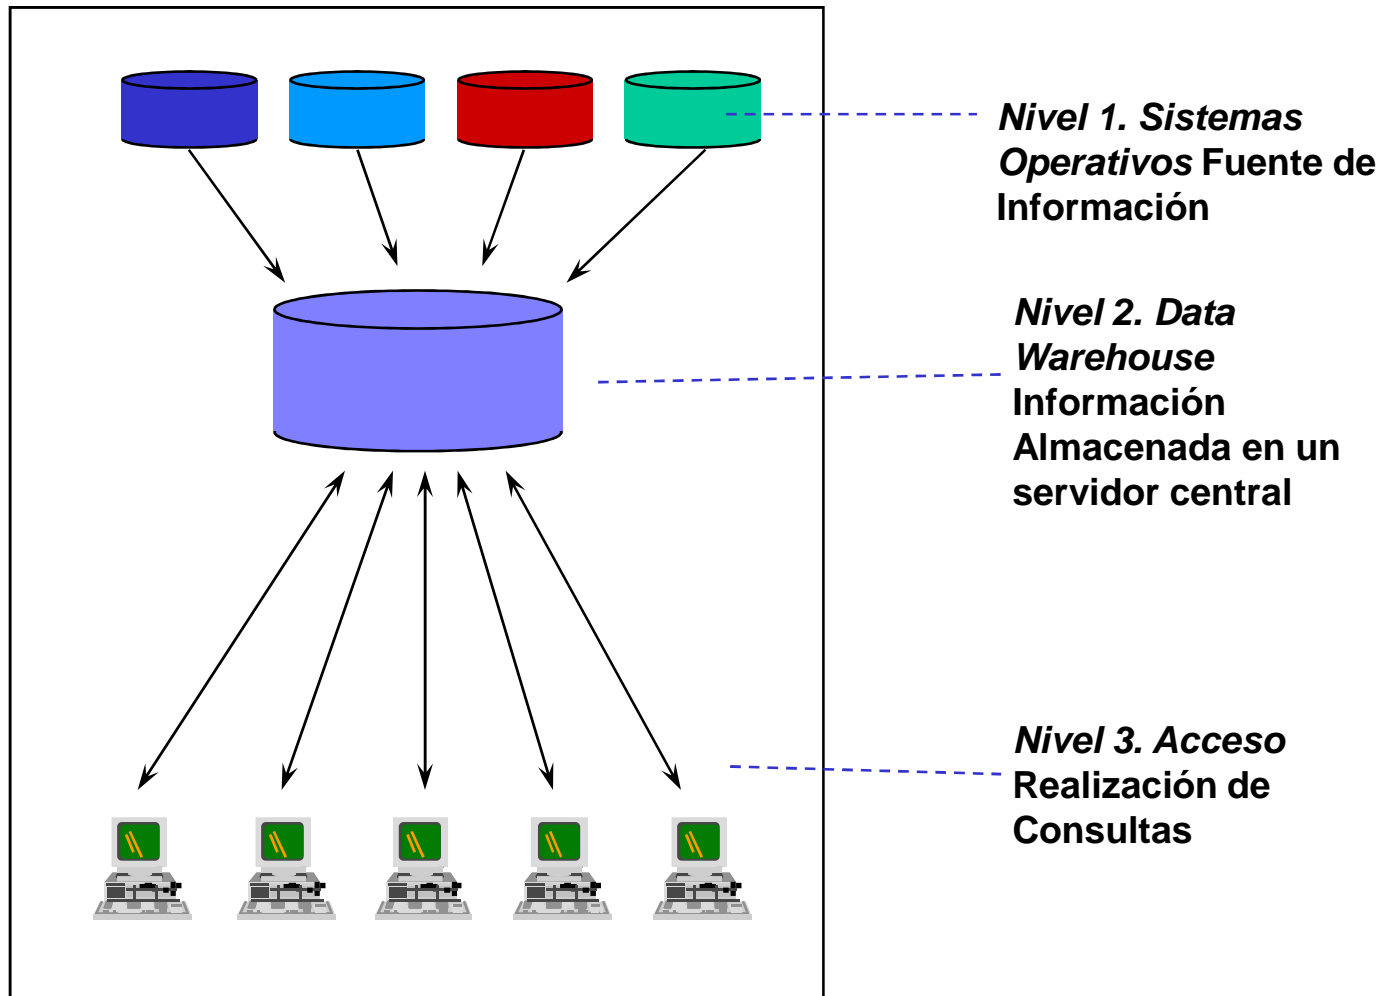 Nivel 1. Sistemas
Operativos Fuente de
Información
Nivel 2. Data
Warehouse
Información
Almacenada en un
servidor central
Nivel 3. Acceso
Realización de
Consultas